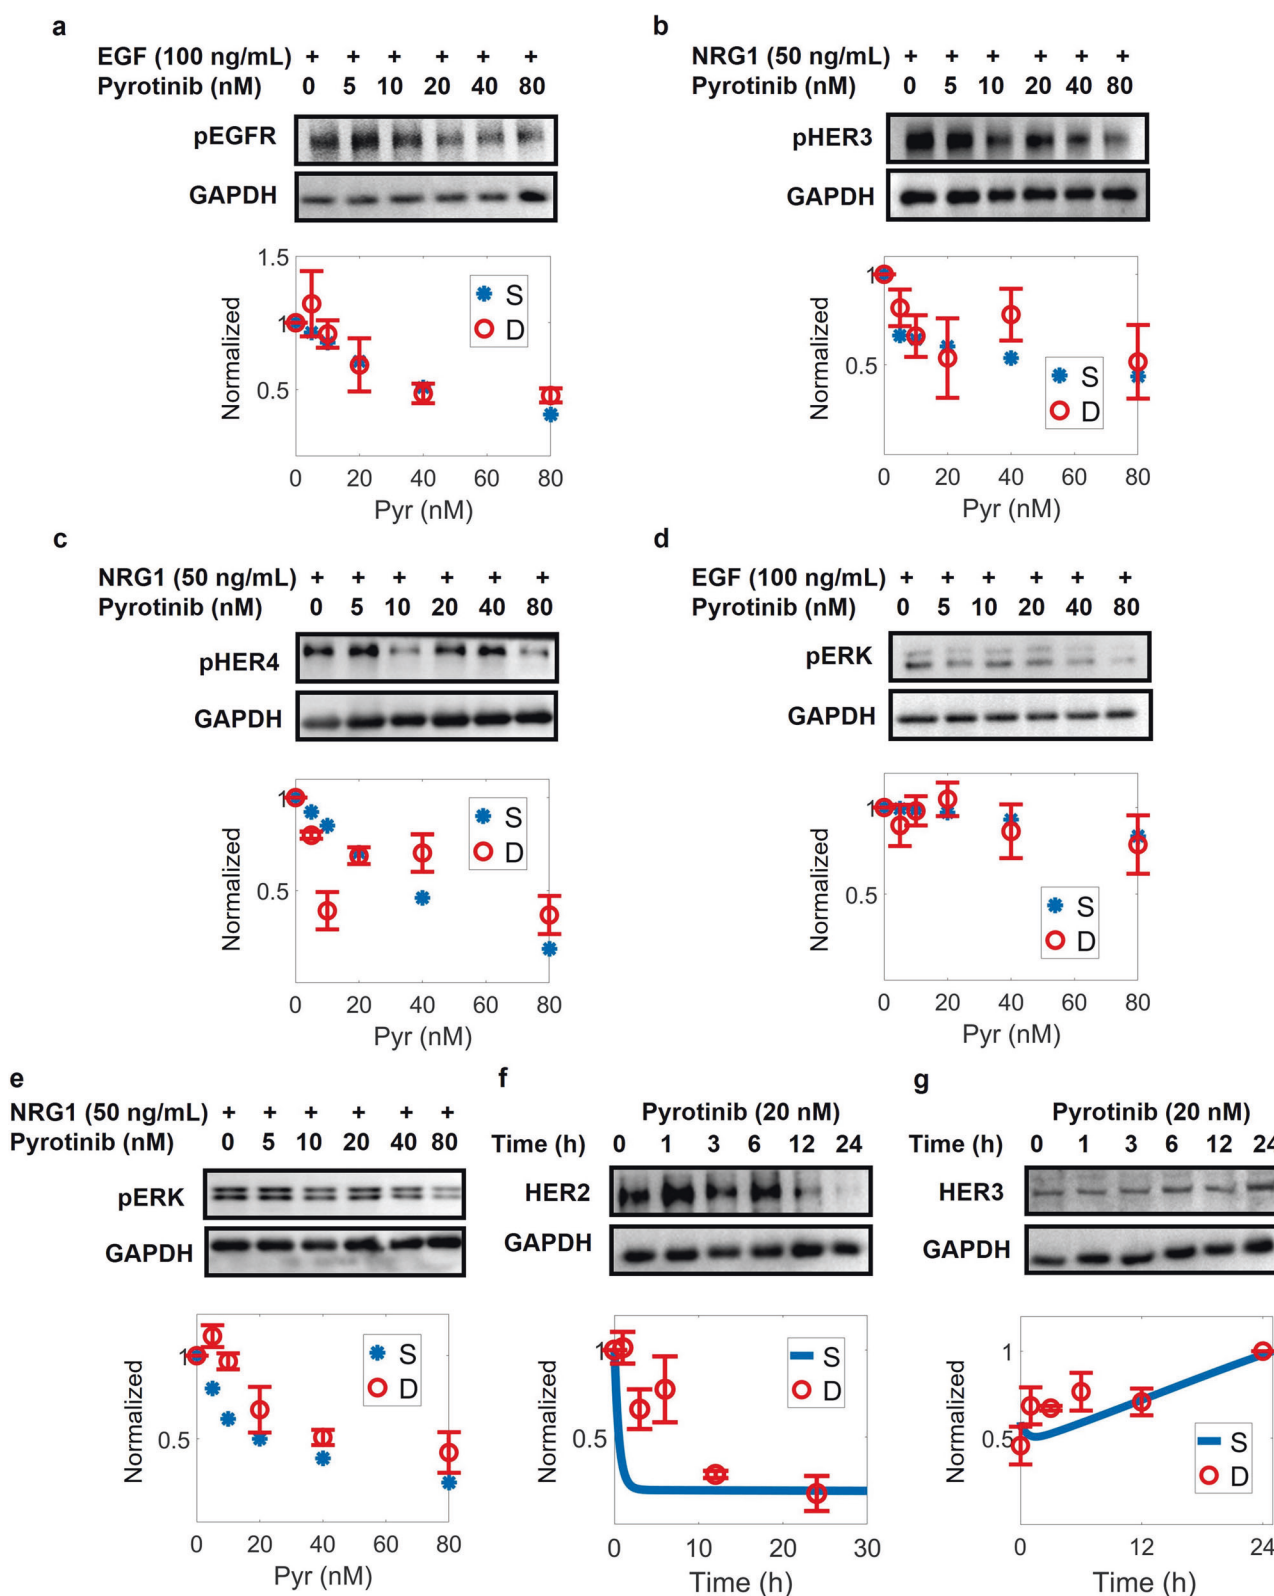 a
EGF (100 ng/mL) + + + + + +
Pyrotinib (nM) 0 5 10 20 40 80
pEGFR
GAPDH
1.5
1
0.5
Normalized
S
D
0 20 40 60 80
Pyr (nM)
b
NRG1 (50 ng/mL) + + + + + +
Pyrotinib (nM) 0 5 10 20 40 80
pHER3
GAPDH
1
0.5
Normalized
S
D
0 20 40 60 80
Pyr (nM)
c
NRG1 (50 ng/mL) + + + + + +
Pyrotinib (nM) 0 5 10 20 40 80
pHER4
GAPDH
1
0.5
Normalized
S
D
0 20 40 60 80
Pyr (nM)
d
EGF (100 ng/mL) + + + + + +
Pyrotinib (nM) 0 5 10 20 40 80
pERK
GAPDH
1
0.5
Normalized
S
D
0 20 40 60 80
Pyr (nM)
e
NRG1 (50 ng/mL) + + + + + +
Pyrotinib (nM) 0 5 10 20 40 80
pERK
GAPDH
1
0.5
Normalized
S
D
0 20 40 60 80
Pyr (nM)
f
Pyrotinib (20 nM)
Time (h) 0 1 3 6 12 24
HER2
GAPDH
1
0.5
Normalized
S
D
0 10 20 30
Time (h)
g
Pyrotinib (20 nM)
Time (h) 0 1 3 6 12 24
HER3
GAPDH
1
0.5
Normalized
S
D
0 12 24
Time (h)